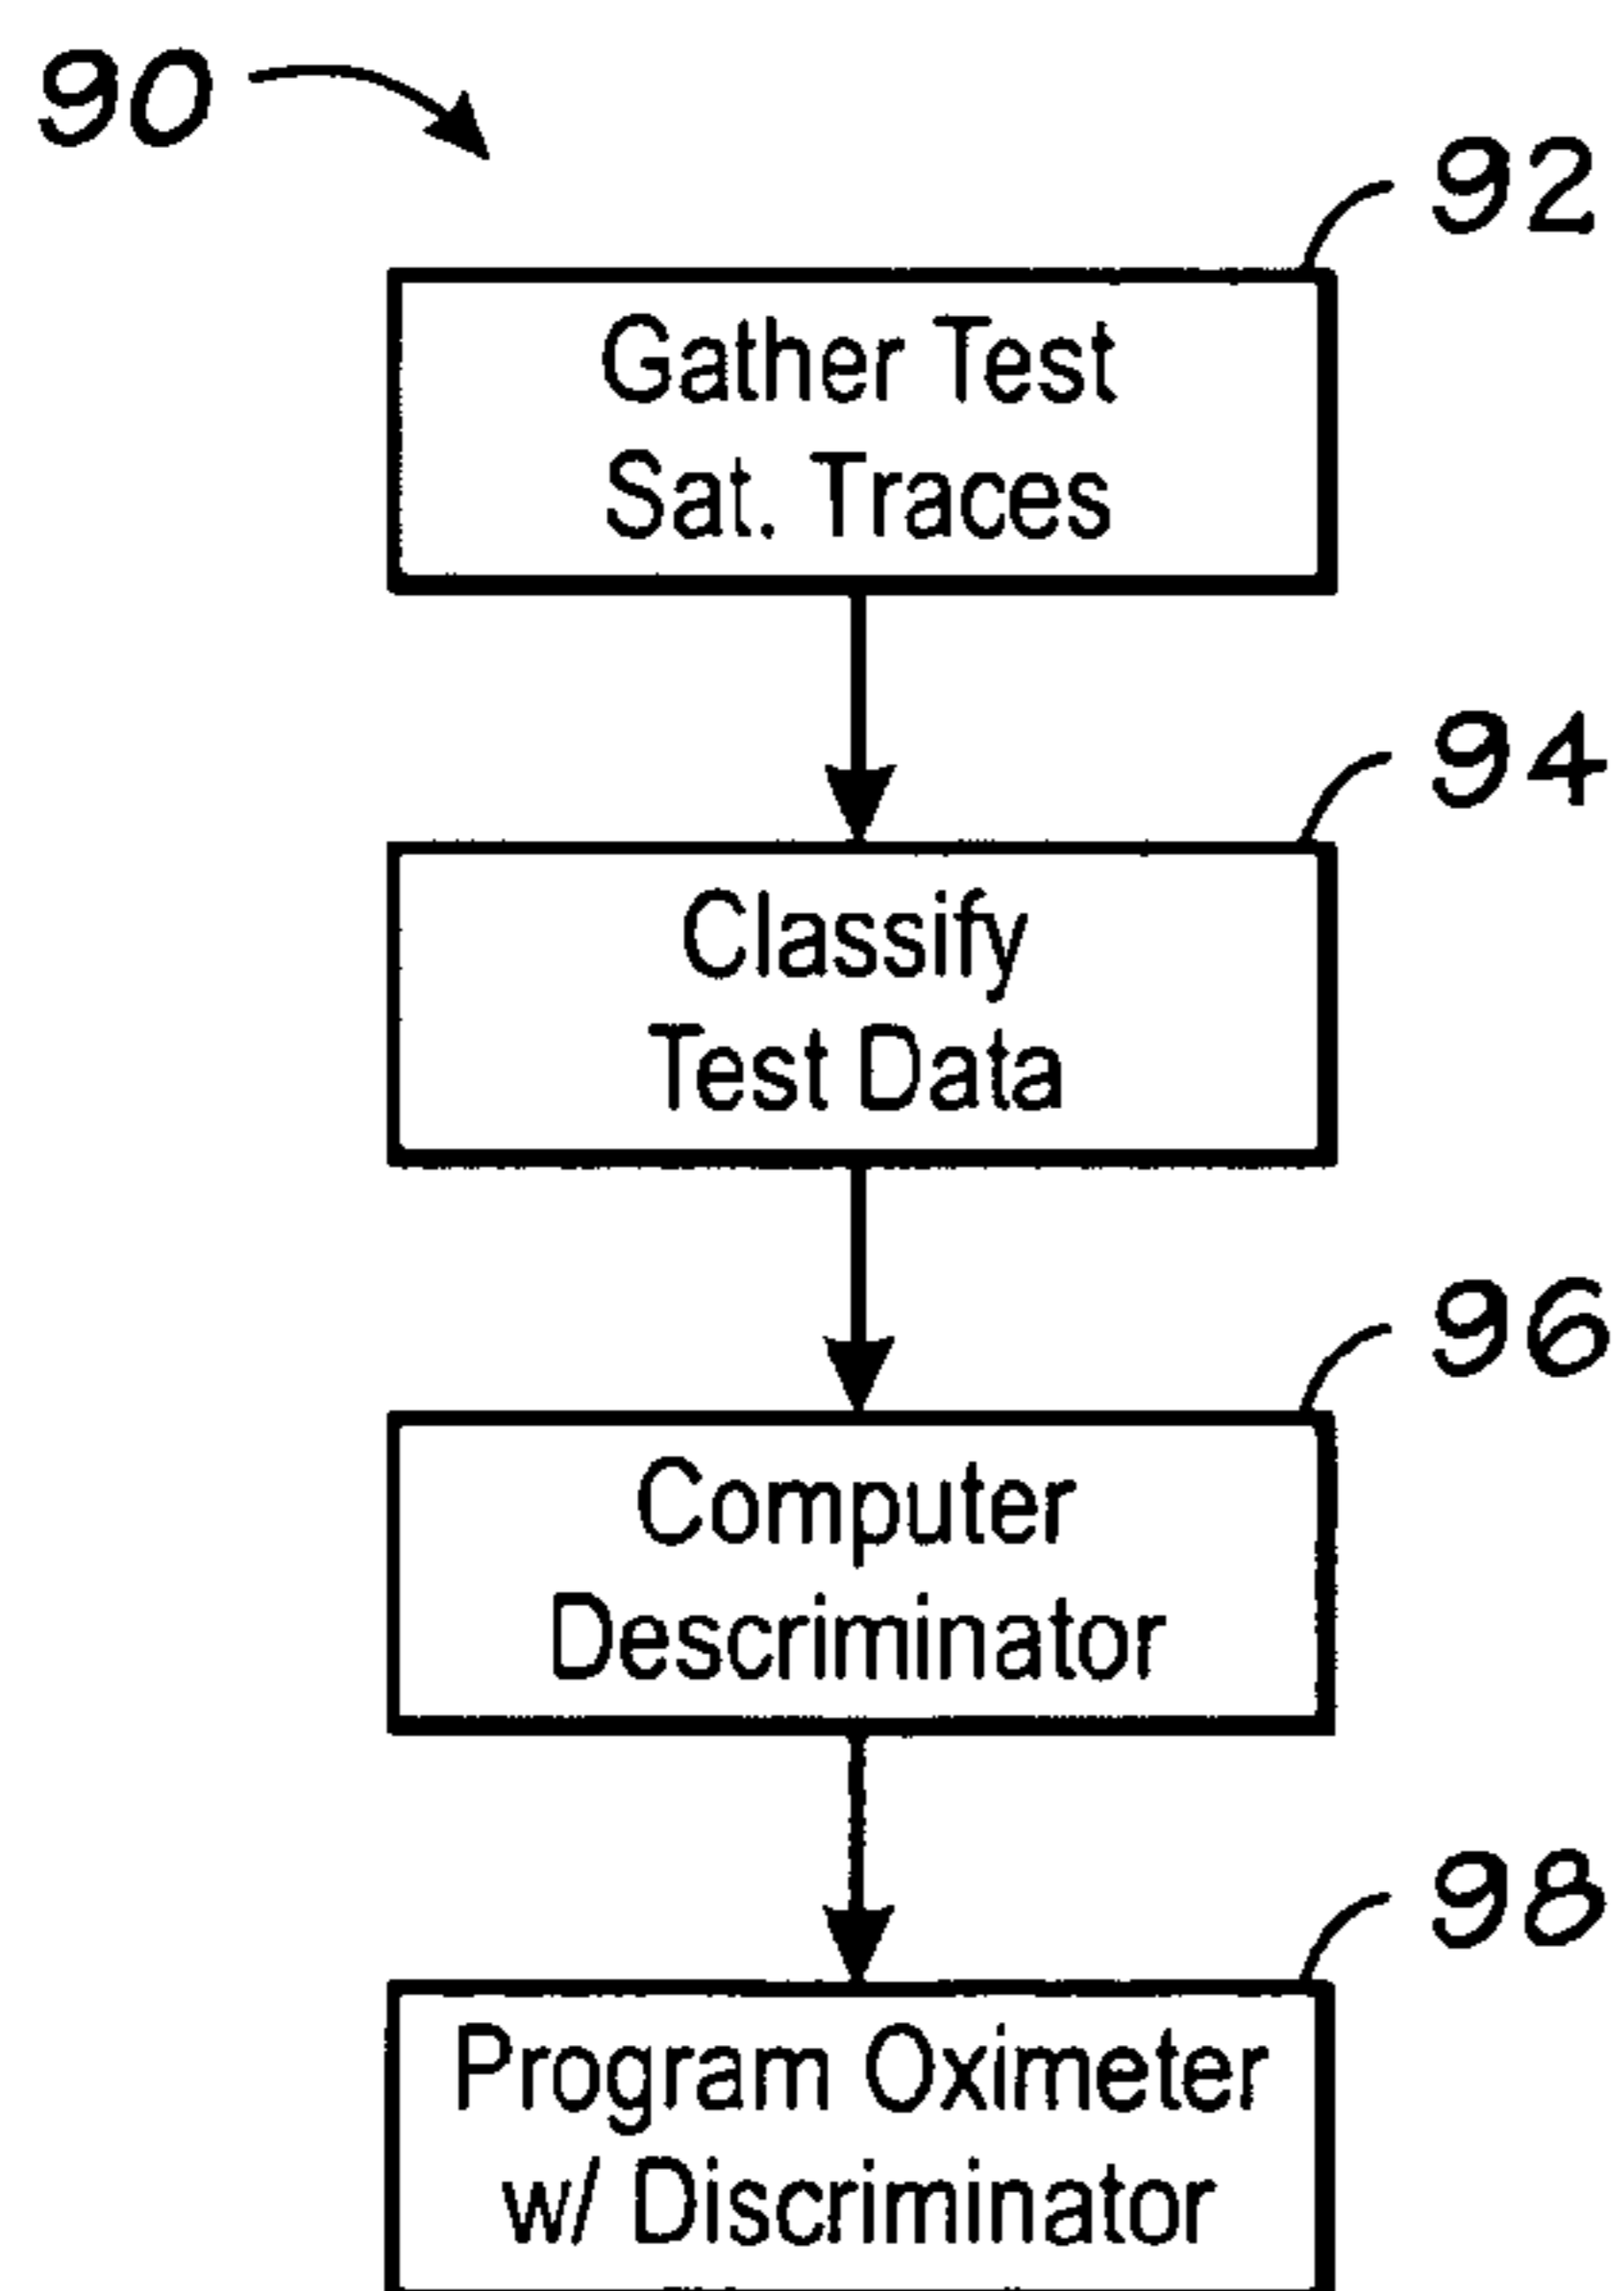 90
92
Gather Test
Sat. Traces
94
Classify
Test Data
96
Computer
Descriminator
98
Program Oximeter
w/ Discriminator